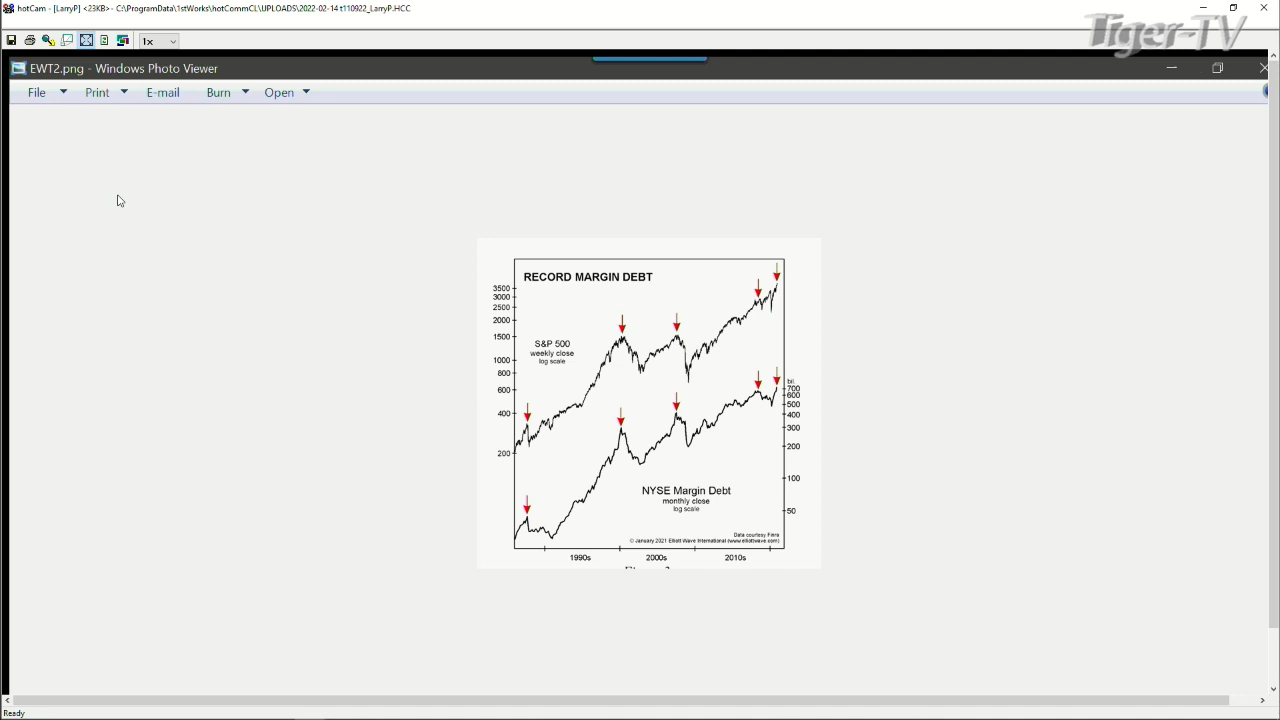 hotCam - [LarryP] <23KB>- C:\ProgramData\1stWorks\hotCommCL\UPLOADS\2022-02-14 t110922_LarryP.HCC
Tiger-TV
1x
EWT2.png - Windows Photo Viewer
File Print E-mail Burn Open
RECORD MARGIN DEBT
3500
3000
2500
2000
1500
1000
800
600
400
200
S&P 500
weekly close
log scale
bil.
700
600
500
400
300
200
100
50
NYSE Margin Debt
monthly close
log scale
Data courtesy Finra
© January 2021 Elliott Wave International (www.elliottwave.com)
1990s 2000s 2010s
Ready